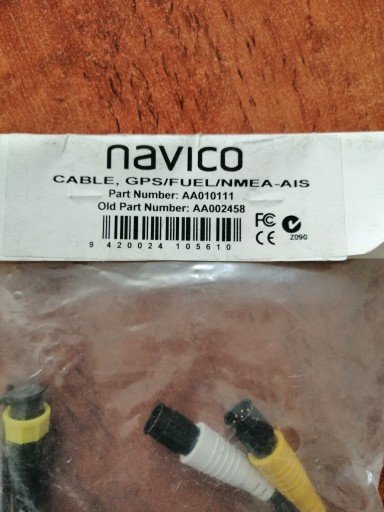 navico
CABLE, GPS/FUEL/NMEA-AIS
Part Number: AA010111
Old Part Number: AA002458
FC CE Z090
9 420024 105610